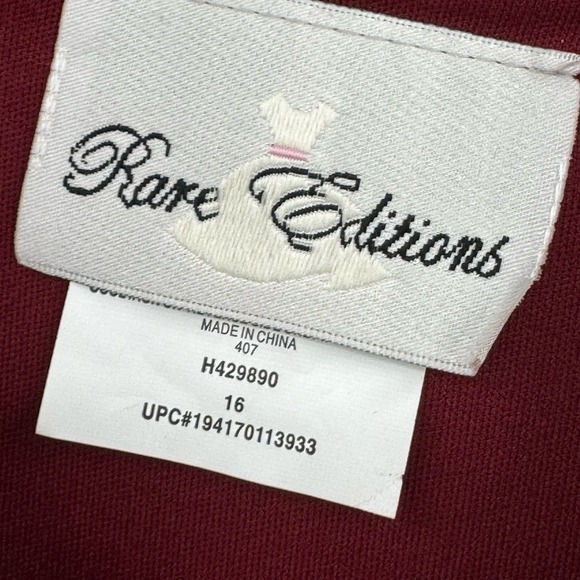 Rare Editions
MADE IN CHINA
407
H429890
16
UPC#194170113933